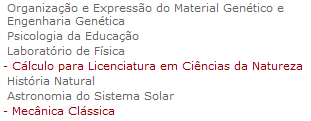 Organização e Expressão do Material Genético e
Engenharia Genética
Psicologia da Educação
Laboratório de Física
- Cálculo para Licenciatura em Ciências da Natureza
História Natural
Astronomia do Sistema Solar
- Mecânica Clássica